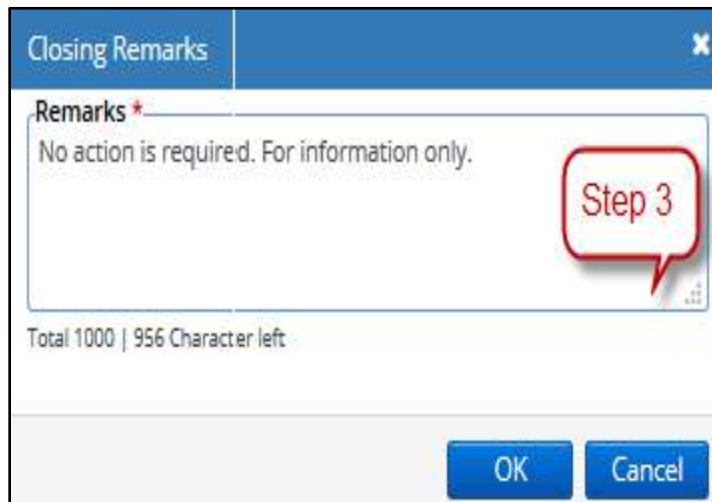 Closing Remarks
Remarks *
No action is required. For information only.
Step 3
Total 1000 | 956 Character left
OK Cancel